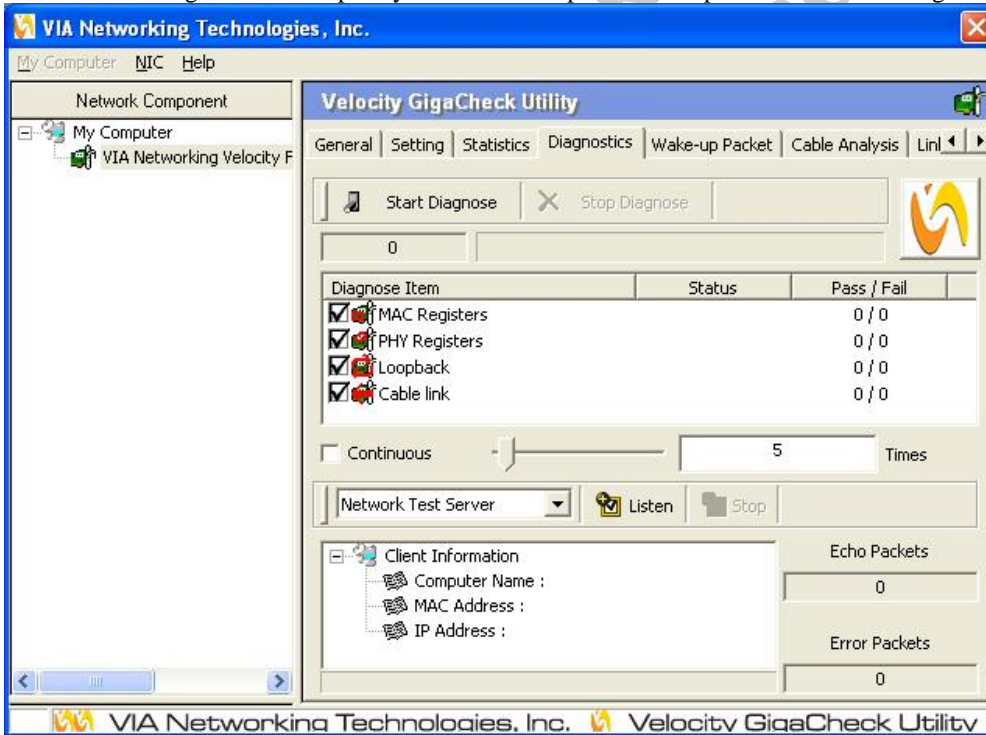 VIA Networking Technologies, Inc.
My Computer NIC Help
Network Component
My Computer
VIA Networking Velocity F
Velocity GigaCheck Utility
General Setting Statistics Diagnostics Wake-up Packet Cable Analysis Linl
Start Diagnose Stop Diagnose
0
Diagnose Item Status Pass / Fail
MAC Registers 0 / 0
PHY Registers 0 / 0
Loopback 0 / 0
Cable link 0 / 0
Continuous 5 Times
Network Test Server Listen Stop
Client Information
Computer Name :
MAC Address :
IP Address :
Echo Packets
0
Error Packets
0
VIA Networking Technologies, Inc. Velocity GigaCheck Utility